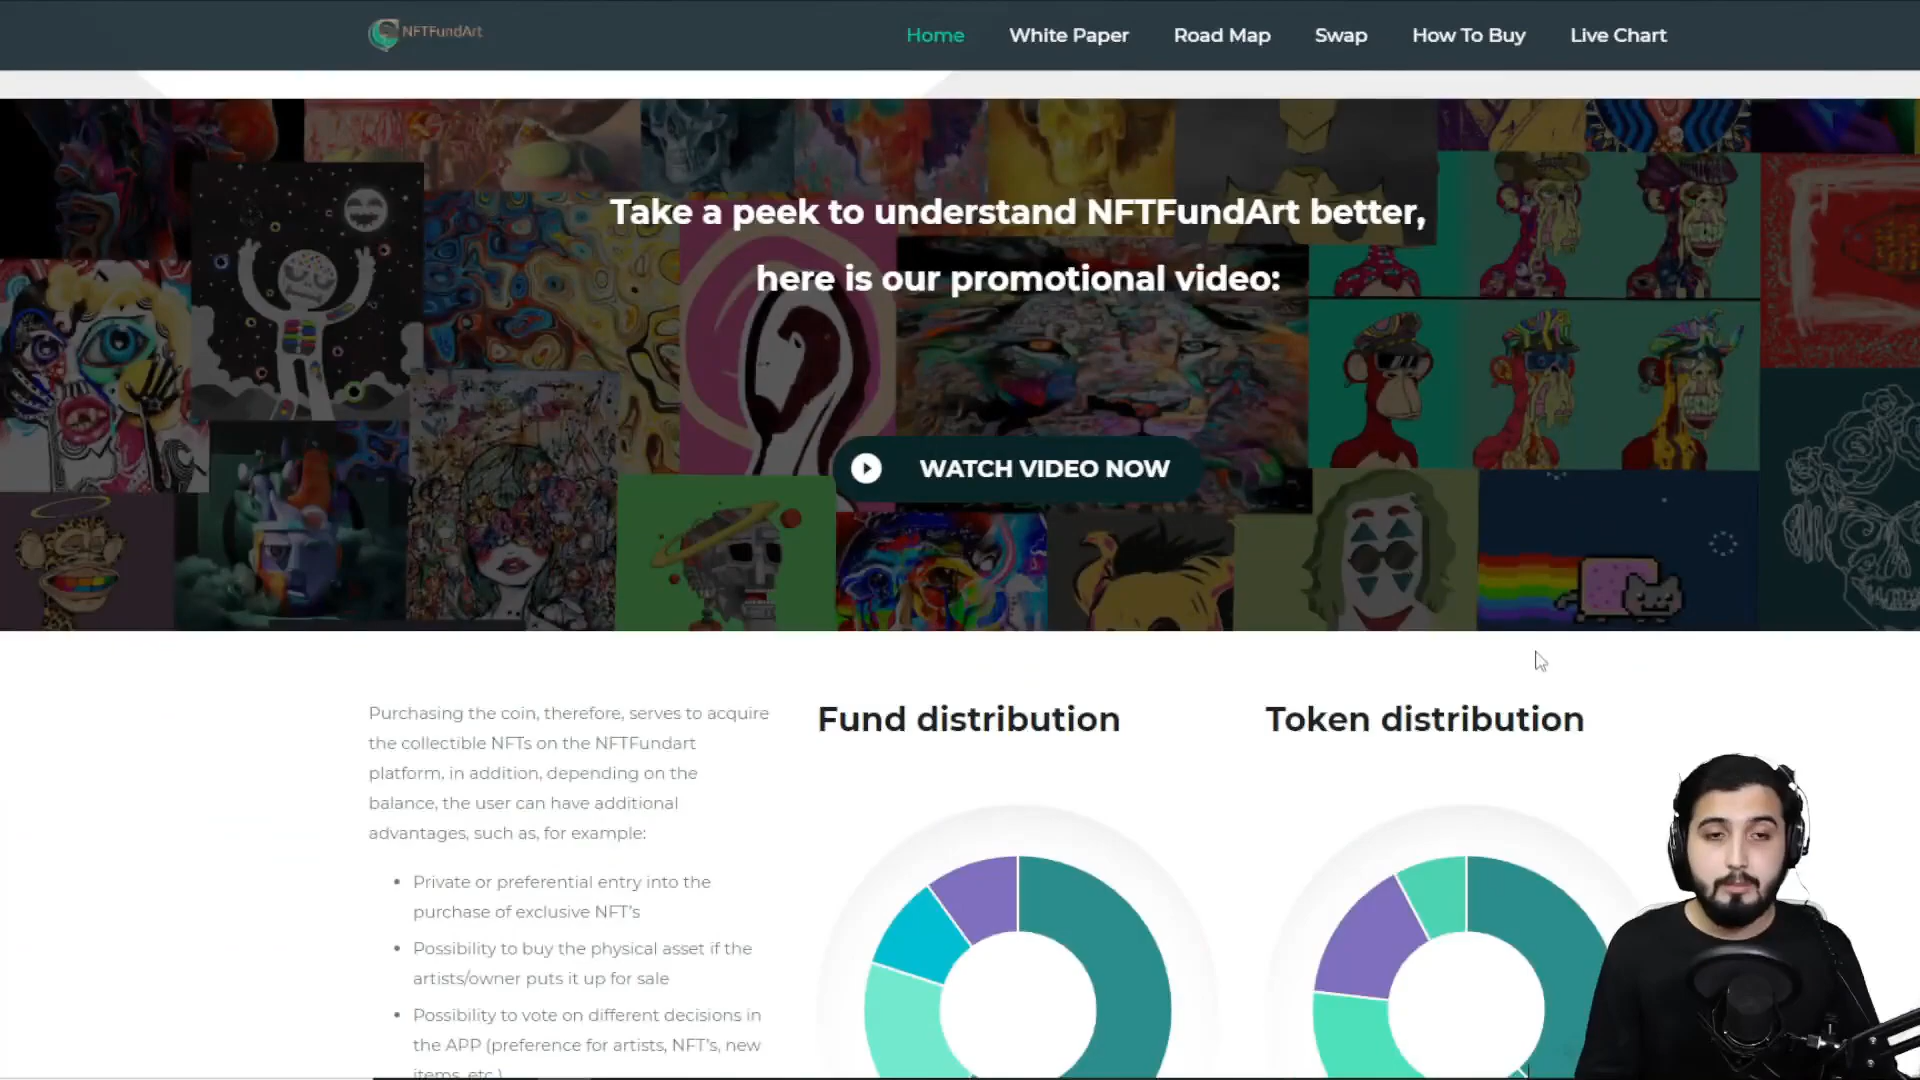 NFTFundArt
Home
White Paper
Road Map
Swap
How To Buy
Live Chart
Take a peek to understand NFTFundArt better,
here is our promotional video:
WATCH VIDEO NOW
Purchasing the coin, therefore, serves to acquire
the collectible NFTs on the NFTFundart
platform, in addition, depending on the
balance, the user can have additional
advantages, such as, for example:
• Private or preferential entry into the
purchase of exclusive NFT's
• Possibility to buy the physical asset if the
artists/owner puts it up for sale
• Possibility to vote on different decisions in
the APP (preference for artists, NFT's, new
items, etc.)
Fund distribution
Token distribution